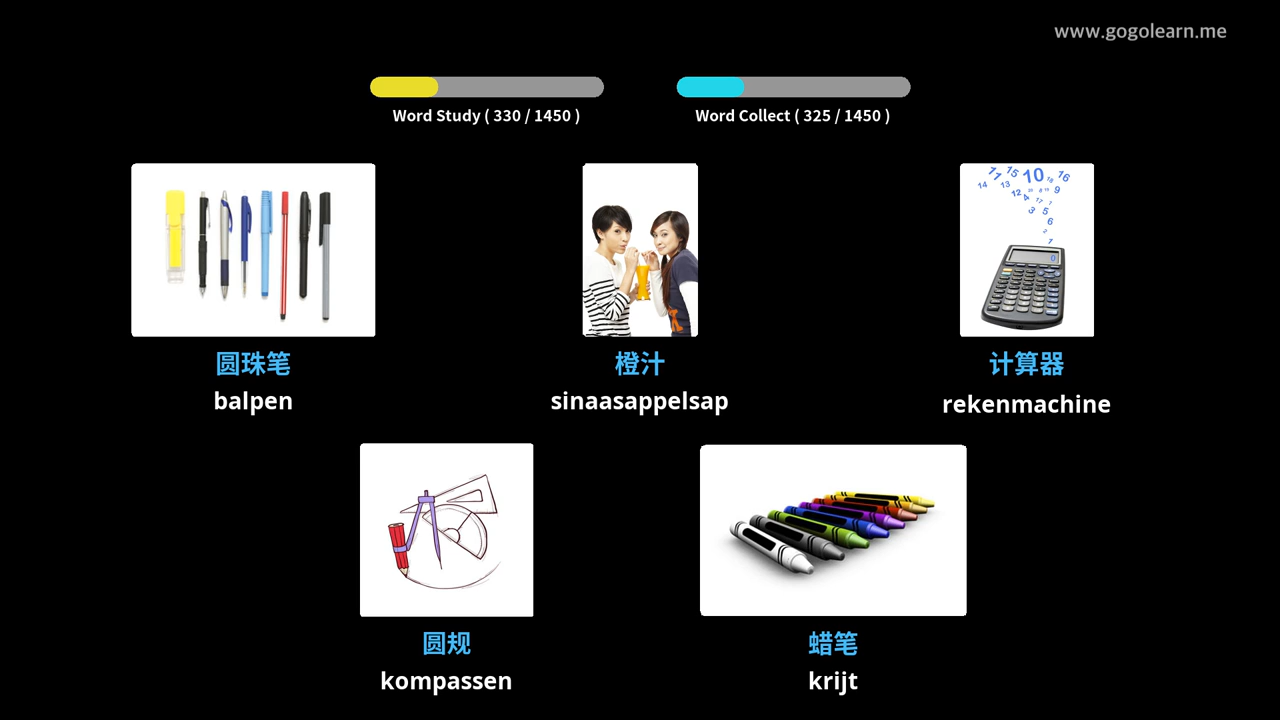 www.gogolearn.me
Word Study ( 330 / 1450 )
Word Collect ( 325 / 1450 )
圆珠笔
balpen
橙汁
sinaasappelsap
计算器
rekenmachine
圆规
kompassen
蜡笔
krijt